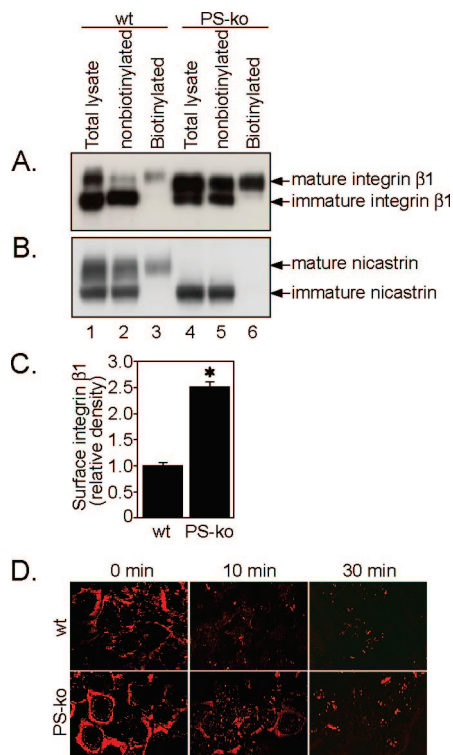 wt PS-ko
Total lysate
nonbiotinylated
Biotinylated
Total lysate
nonbiotinylated
Biotinylated
A.
mature integrin β1
immature integrin β1
B.
mature nicastrin
immature nicastrin
1 2 3 4 5 6
C.
Surface integrin β1
(relative density)
3.0
2.5
2.0
1.5
1.0
0.5
0
*
wt PS-ko
D.
0 min 10 min 30 min
wt
PS-ko